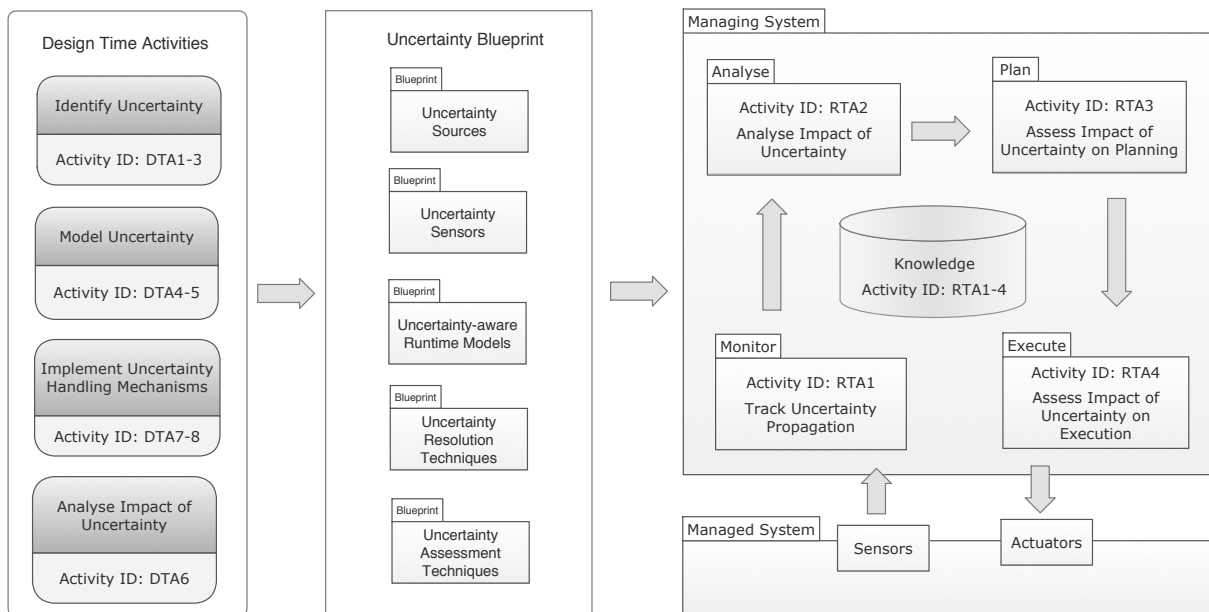 Design Time Activities
Identify Uncertainty
Activity ID: DTA1-3
Model Uncertainty
Activity ID: DTA4-5
Implement Uncertainty
Handling Mechanisms
Activity ID: DTA7-8
Analyse Impact of
Uncertainty
Activity ID: DTA6
Uncertainty Blueprint
Blueprint
Uncertainty
Sources
Blueprint
Uncertainty
Sensors
Blueprint
Uncertainty-aware
Runtime Models
Blueprint
Uncertainty
Resolution
Techniques
Blueprint
Uncertainty
Assessment
Techniques
Managing System
Analyse
Activity ID: RTA2
Analyse Impact of
Uncertainty
Plan
Activity ID: RTA3
Assess Impact of
Uncertainty on Planning
Knowledge
Activity ID: RTA1-4
Monitor
Activity ID: RTA1
Track Uncertainty
Propagation
Execute
Activity ID: RTA4
Assess Impact of
Uncertainty on
Execution
Managed System
Sensors
Actuators